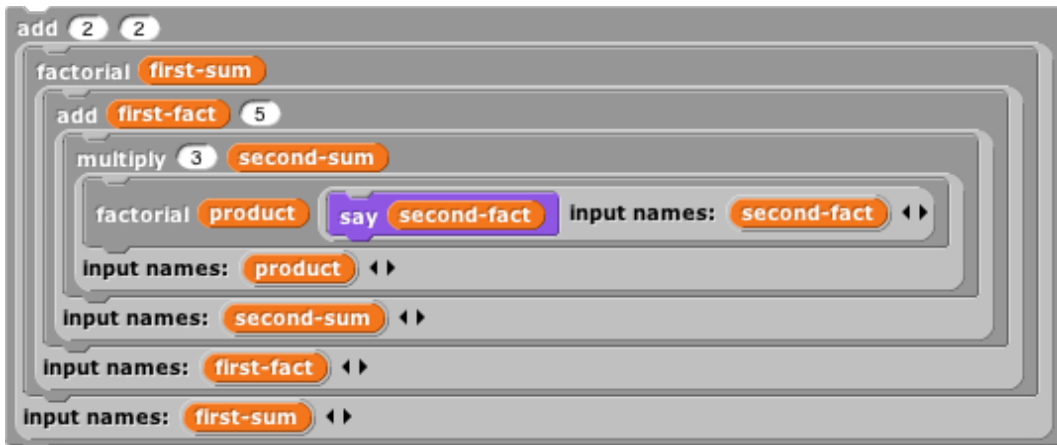 add 2 2
factorial first-sum
add first-fact 5
multiply 3 second-sum
factorial product say second-fact input names: second-fact
input names: product
input names: second-sum
input names: first-fact
input names: first-sum